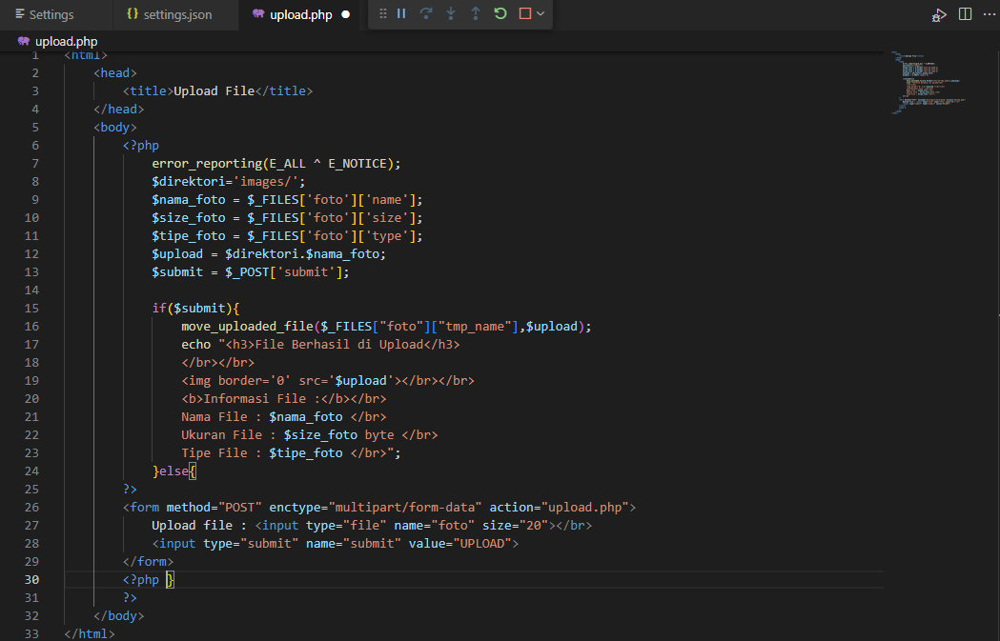 Settings {} settings.json upload.php
upload.php
1 <html>
2 <head>
3 <title>Upload File</title>
4 </head>
5 <body>
6 <?php
7 error_reporting(E_ALL ^ E_NOTICE);
8 $direktori='images/';
9 $nama_foto = $_FILES['foto']['name'];
10 $size_foto = $_FILES['foto']['size'];
11 $tipe_foto = $_FILES['foto']['type'];
12 $upload = $direktori.$nama_foto;
13 $submit = $_POST['submit'];
14
15 if($submit){
16 move_uploaded_file($_FILES["foto"]["tmp_name"],$upload);
17 echo "<h3>File Berhasil di Upload</h3>
18 </br></br>
19 <img border='0' src='$upload'></br></br>
20 <b>Informasi File :</b></br>
21 Nama File : $nama_foto </br>
22 Ukuran File : $size_foto byte </br>
23 Tipe File : $tipe_foto </br>";
24 }else{
25 ?>
26 <form method="POST" enctype="multipart/form-data" action="upload.php">
27 Upload file : <input type="file" name="foto" size="20"></br>
28 <input type="submit" name="submit" value="UPLOAD">
29 </form>
30 <?php }
31 ?>
32 </body>
33 </html>